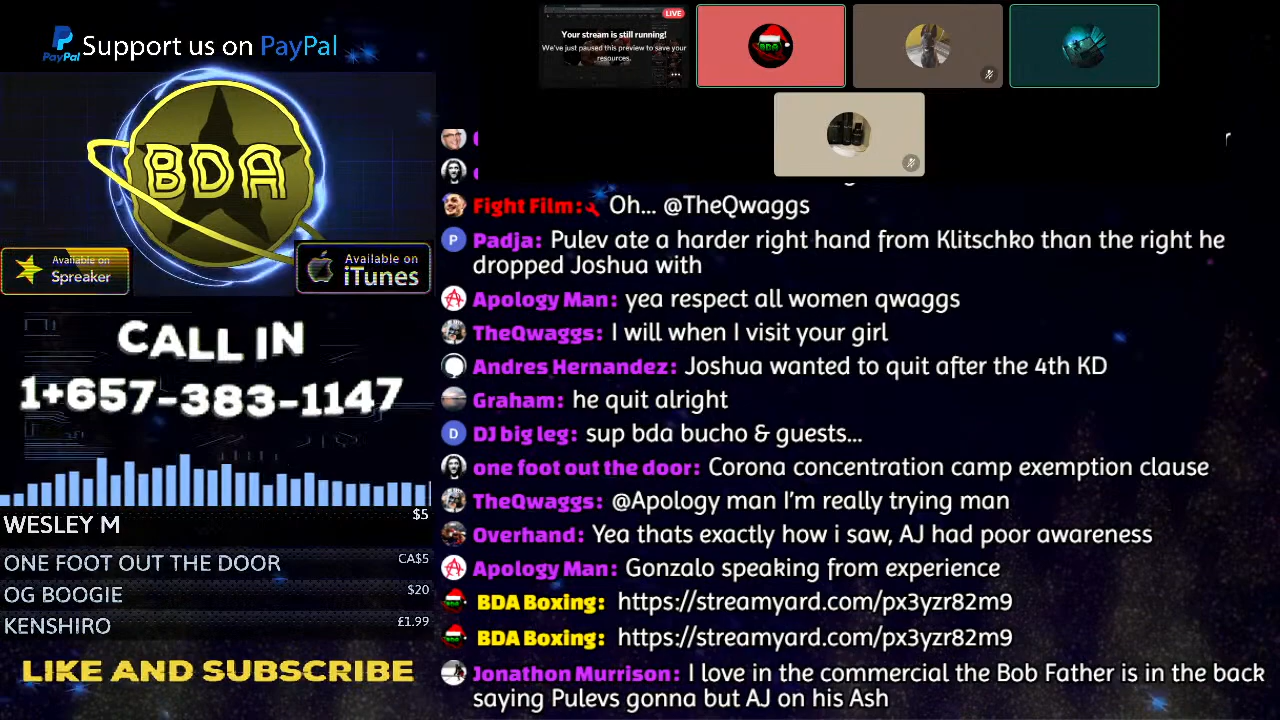 PayPal
Support us on PayPal
LIVE
Your stream is still running!
We've just paused this preview to save your
resources.
BDA
BDA
Available on
Spreaker
Available on
iTunes
CALL IN
1+657-383-1147
WESLEY M $5
ONE FOOT OUT THE DOOR CA$5
OG BOOGIE $20
KENSHIRO £1.99
LIKE AND SUBSCRIBE
Fight Film: Oh... @TheQwaggs
P Padja: Pulev ate a harder right hand from Klitschko than the right he
dropped Joshua with
Apology Man: yea respect all women qwaggs
TheQwaggs: I will when I visit your girl
Andres Hernandez: Joshua wanted to quit after the 4th KD
Graham: he quit alright
D DJ big leg: sup bda bucho & guests...
one foot out the door: Corona concentration camp exemption clause
TheQwaggs: @Apology man I'm really trying man
Overhand: Yea thats exactly how i saw, AJ had poor awareness
Apology Man: Gonzalo speaking from experience
BDA Boxing: https://streamyard.com/px3yzr82m9
BDA Boxing: https://streamyard.com/px3yzr82m9
Jonathon Murrison: I love in the commercial the Bob Father is in the back
saying Pulevs gonna but AJ on his Ash